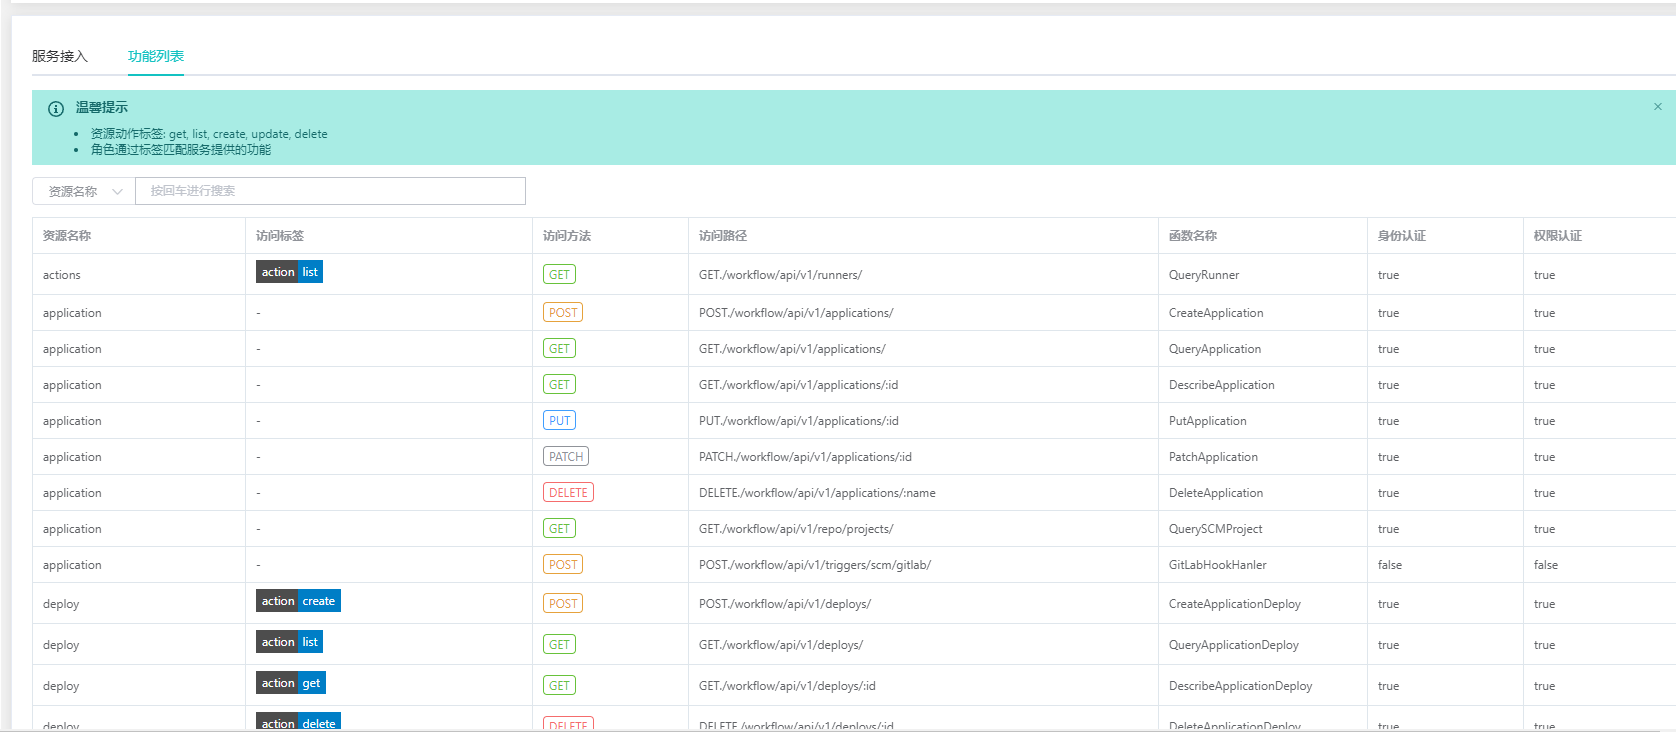 服务接入 功能列表
温馨提示
资源动作标签: get, list, create, update, delete
角色通过标签匹配服务提供的功能
资源名称 按回车进行搜索
资源名称 访问标签 访问方法 访问路径 函数名称 身份认证 权限认证
actions action list GET GET./workflow/api/v1/runners/ QueryRunner true true
application - POST POST./workflow/api/v1/applications/ CreateApplication true true
application - GET GET./workflow/api/v1/applications/ QueryApplication true true
application - GET GET./workflow/api/v1/applications/:id DescribeApplication true true
application - PUT PUT./workflow/api/v1/applications/:id PutApplication true true
application - PATCH PATCH./workflow/api/v1/applications/:id PatchApplication true true
application - DELETE DELETE./workflow/api/v1/applications/:name DeleteApplication true true
application - GET GET./workflow/api/v1/repo/projects/ QuerySCMProject true true
application - POST POST./workflow/api/v1/triggers/scm/gitlab/ GitLabHookHanler false false
deploy action create POST POST./workflow/api/v1/deploys/ CreateApplicationDeploy true true
deploy action list GET GET./workflow/api/v1/deploys/ QueryApplicationDeploy true true
deploy action get GET GET./workflow/api/v1/deploys/:id DescribeApplicationDeploy true true
deploy action delete DELETE DELETE./workflow/api/v1/deploys/:id DeleteApplicationDeploy true true